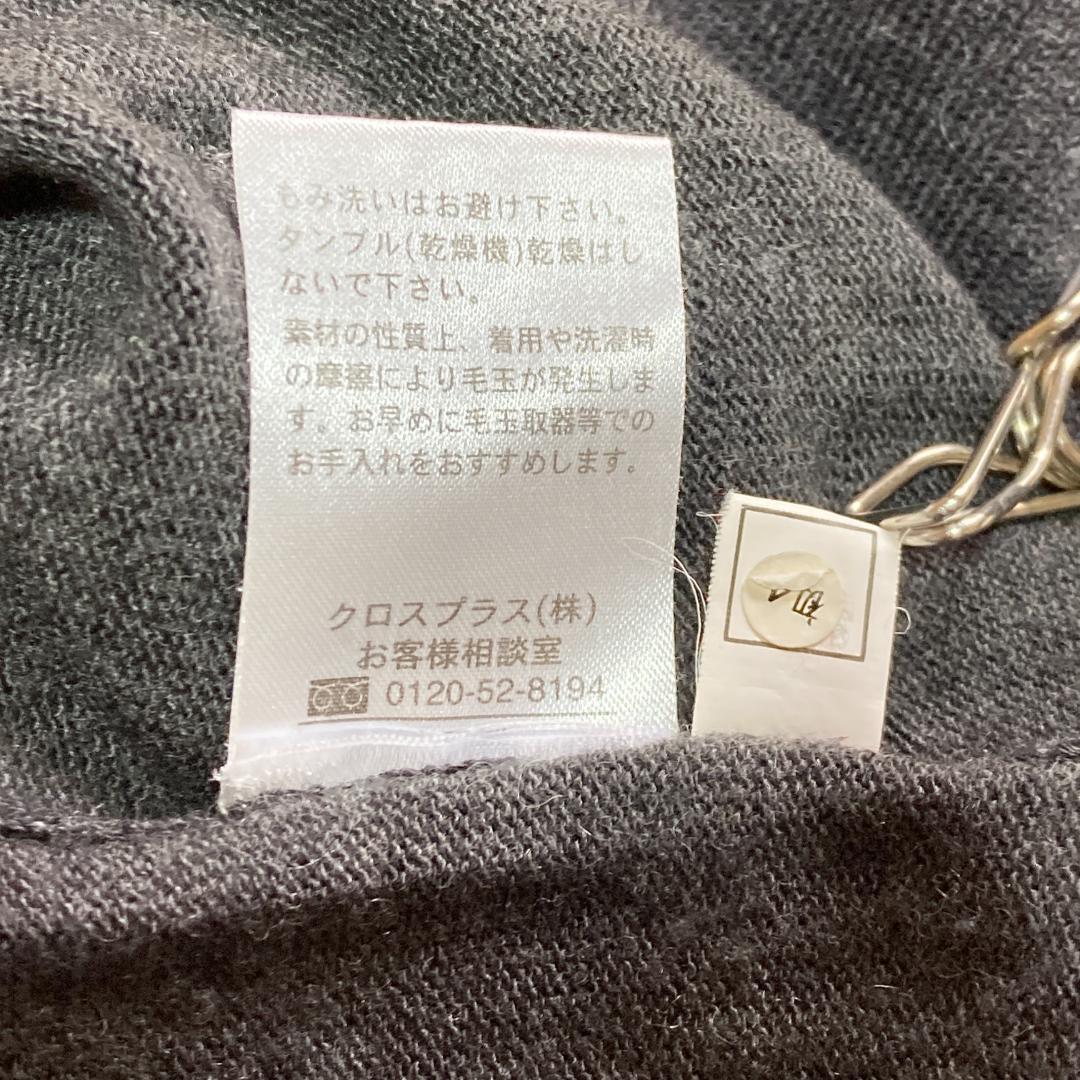 もみ洗いはお避け下さい。
タンブル(乾燥機)乾燥はし
ないで下さい。
素材の性質上、着用や洗濯時
の摩擦により毛玉が発生しま
す。お早めに毛玉取器等での
お手入れをおすすめします。
クロスプラス(株)
お客様相談室
0120-52-8194